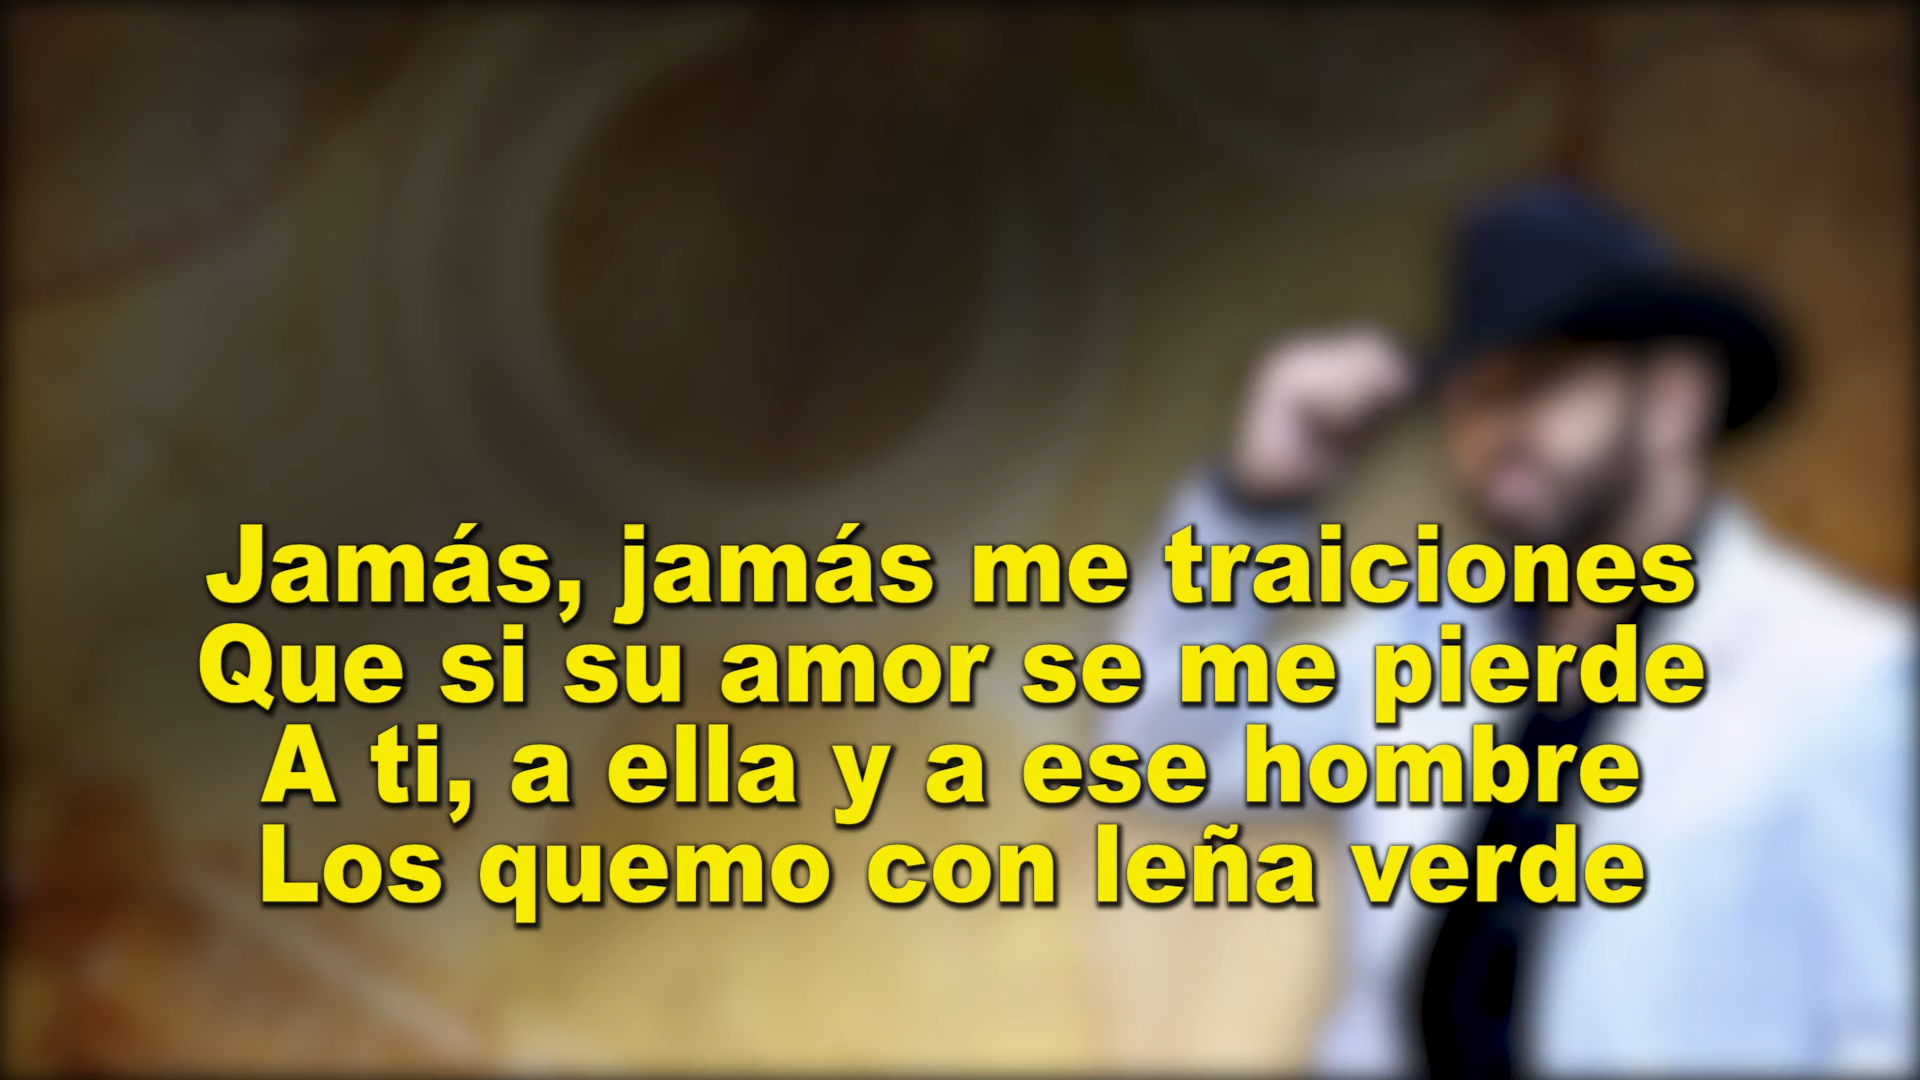 Jamás, jamás me traiciones
Que si su amor se me pierde
A ti, a ella y a ese hombre
Los quemo con leña verde